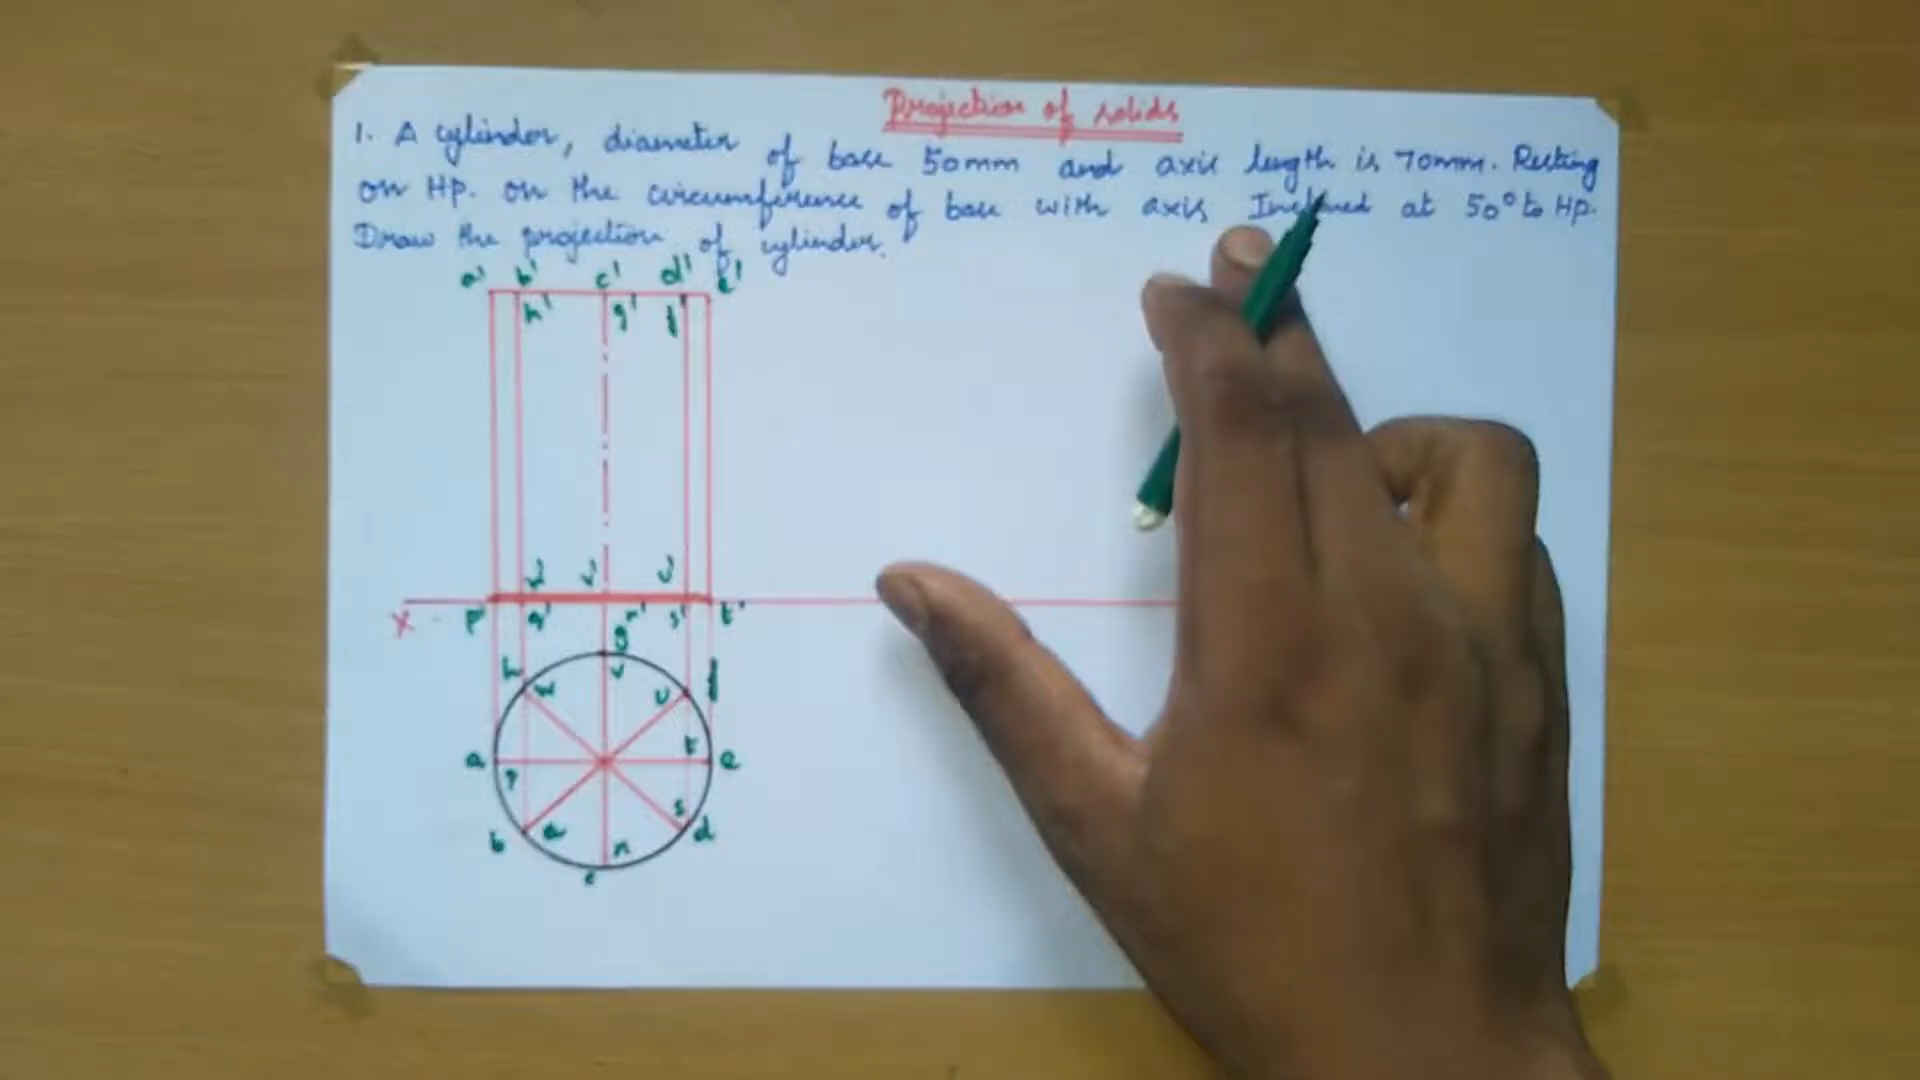 Projection of solids
1. A cylinder, diameter of base 50mm and axis length is 70mm. Resting
on HP. on the circumference of base with axis Inclined at 50° to HP.
Draw the projection of cylinder.
a' b' c' d' e'
h' g'
X p' q' r' s' t'
g
h v
u
a t e
p
s
b d
r
c